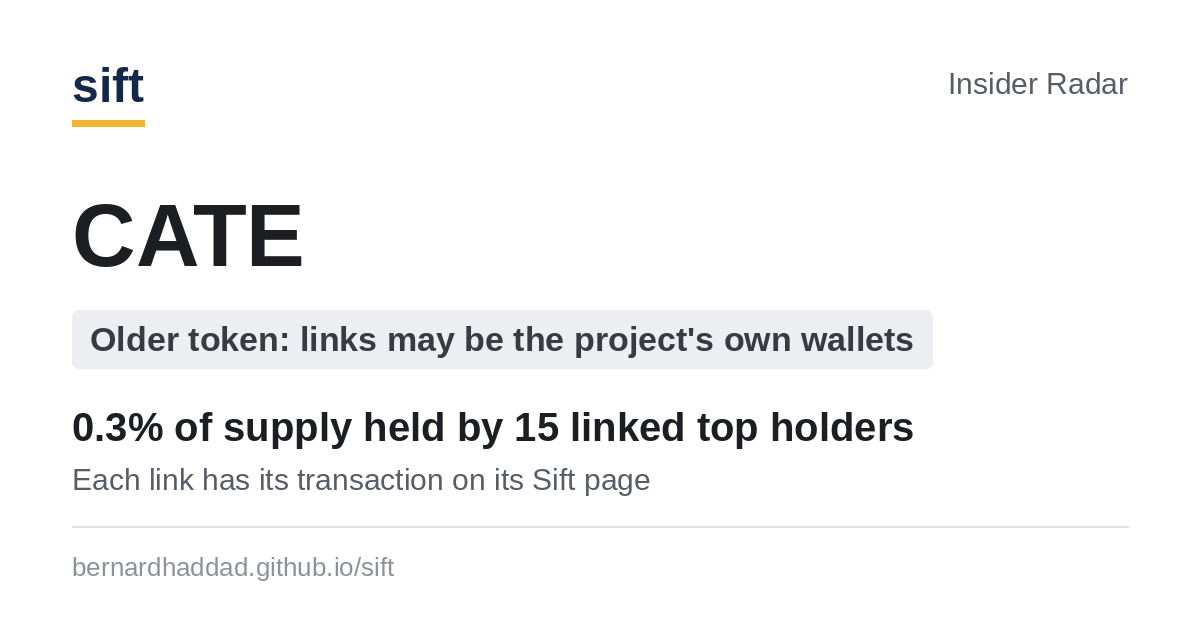 sift
Insider Radar
CATE
Older token: links may be the project's own wallets
0.3% of supply held by 15 linked top holders
Each link has its transaction on its Sift page
bernardhaddad.github.io/sift